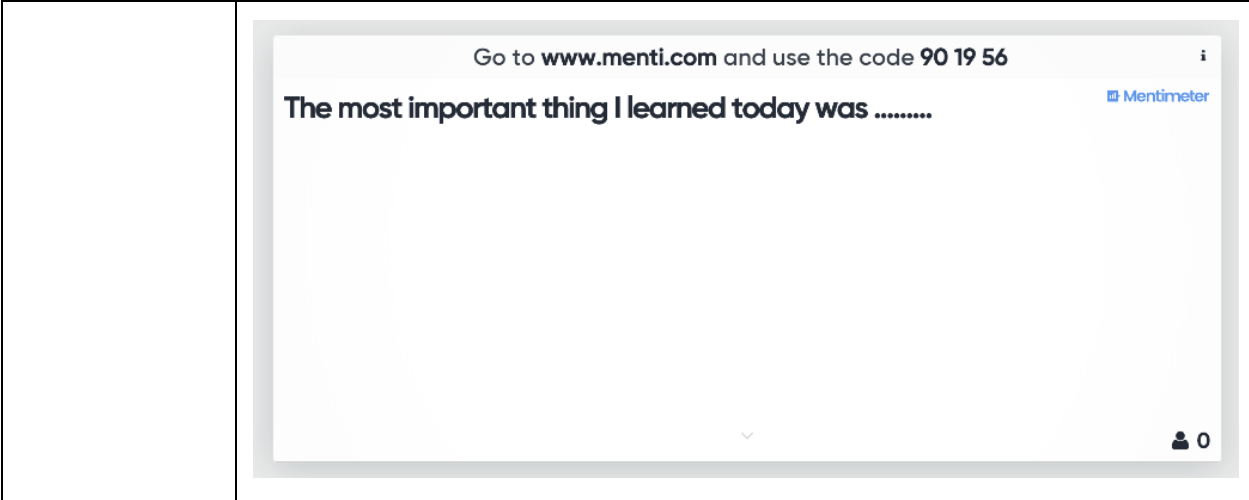 Go to www.menti.com and use the code 90 19 56
i
Mentimeter
The most important thing I learned today was .........
0